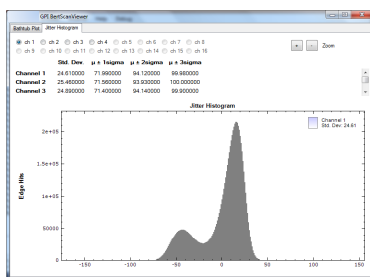 GPI BertScanViewer
Bathtub Plot Jitter Histogram
ch 1 ch 2 ch 3 ch 4 ch 5 ch 6 ch 7 ch 8
ch 9 ch 10 ch 11 ch 12 ch 13 ch 14 ch 15 ch 16
+ - Zoom
Std. Dev. µ ± 1sigma µ ± 2sigma µ ± 3sigma
Channel 1 24.610000 71.990000 94.120000 99.980000
Channel 2 25.460000 71.560000 93.930000 100.000000
Channel 3 24.890000 71.400000 94.140000 99.900000
Jitter Histogram
Channel 1
Std. Dev: 24.61
2e+05
1.5e+05
1e+05
50000
0
Edge Hits
-150 -100 -50 0 50 100 150